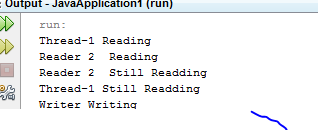 Output - JavaApplication1 (run)
run:
Thread-1 Reading
Reader 2  Reading
Reader 2  Still Readding
Thread-1 Still Readding
Writer Writing